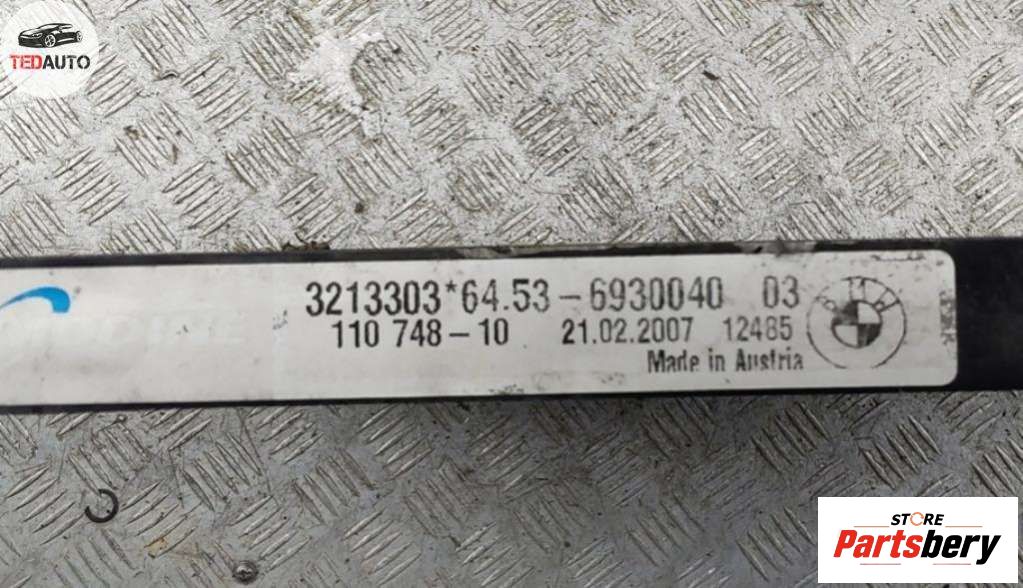 TEDAUTO
3213303*64.53-6930040 03
110 748-10 21.02.2007 12485
Made in Austria
STORE
Partsbery